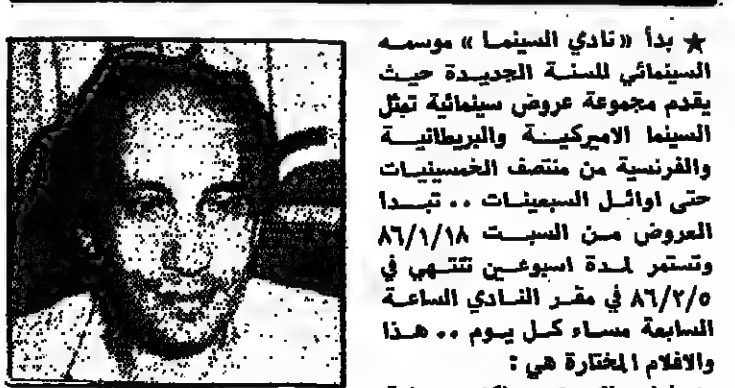 ★ بدأ « نادي السينما » موسمه
السينمائي للسنة الجديدة حيث
يقدم مجموعة عروض سينمائية تمثل
السينما الاميركية والبريطانية
والفرنسية من منتصف الخمسينيات
حتى اوائل السبعينات .. تبدا
العروض من السبت ٨٦/١/١٨
وتستمر لمدة اسبوعين تنتهي في
٨٦/٢/٥ في مقر النادي الساعة
السابعة مساء كل يوم .. هذا
والافلام المختارة هي :